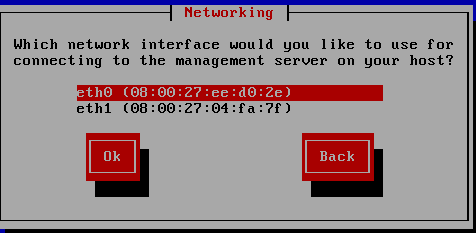 Networking
Which network interface would you like to use for
connecting to the management server on your host?
eth0 (08:00:27:ee:d0:2e)
eth1 (08:00:27:04:fa:7f)
Ok
Back